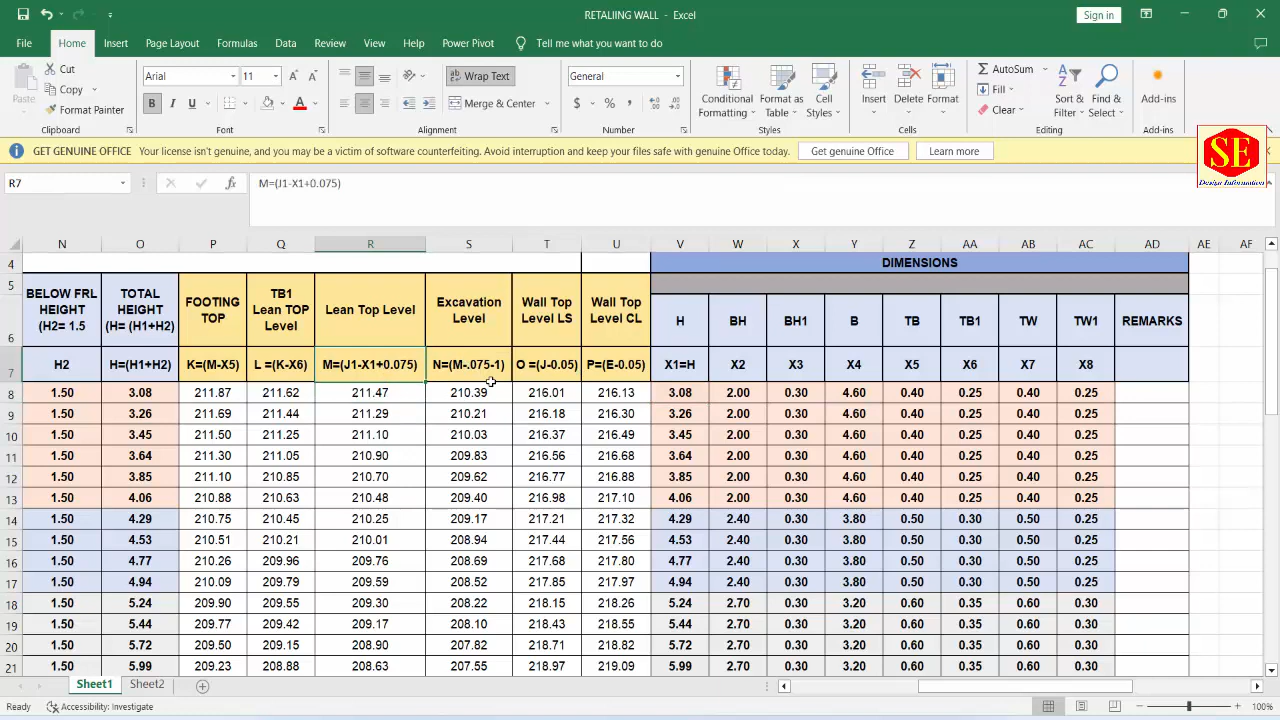 RETALIING WALL - Excel
Sign in
File Home Insert Page Layout Formulas Data Review View Help Power Pivot Tell me what you want to do
Paste
Cut
Copy
Format Painter
Clipboard
Arial 11
B I U
Font
Wrap Text
Merge & Center
Alignment
General
$ % ,
Number
Conditional Formatting
Format as Table
Cell Styles
Styles
Insert Delete Format
Cells
AutoSum
Fill
Clear
Sort & Filter
Find & Select
Editing
Add-ins
Add-ins
GET GENUINE OFFICE Your license isn't genuine, and you may be a victim of software counterfeiting. Avoid interruption and keep your files safe with genuine Office today. Get genuine Office Learn more
SE
Design Information
R7 fx M=(J1-X1+0.075)
N O P Q R S T U V W X Y Z AA AB AC AD AE AF
4 DIMENSIONS
5
6 BELOW FRL HEIGHT (H2= 1.5 TOTAL HEIGHT (H= (H1+H2) FOOTING TOP TB1 Lean TOP Level Lean Top Level Excavation Level Wall Top Level LS Wall Top Level CL H BH BH1 B TB TB1 TW TW1 REMARKS
7 H2 H=(H1+H2) K=(M-X5) L =(K-X6) M=(J1-X1+0.075) N=(M-.075-1) O =(J-0.05) P=(E-0.05) X1=H X2 X3 X4 X5 X6 X7 X8
8 1.50 3.08 211.87 211.62 211.47 210.39 216.01 216.13 3.08 2.00 0.30 4.60 0.40 0.25 0.40 0.25
9 1.50 3.26 211.69 211.44 211.29 210.21 216.18 216.30 3.26 2.00 0.30 4.60 0.40 0.25 0.40 0.25
10 1.50 3.45 211.50 211.25 211.10 210.03 216.37 216.49 3.45 2.00 0.30 4.60 0.40 0.25 0.40 0.25
11 1.50 3.64 211.30 211.05 210.90 209.83 216.56 216.68 3.64 2.00 0.30 4.60 0.40 0.25 0.40 0.25
12 1.50 3.85 211.10 210.85 210.70 209.62 216.77 216.88 3.85 2.00 0.30 4.60 0.40 0.25 0.40 0.25
13 1.50 4.06 210.88 210.63 210.48 209.40 216.98 217.10 4.06 2.00 0.30 4.60 0.40 0.25 0.40 0.25
14 1.50 4.29 210.75 210.45 210.25 209.17 217.21 217.32 4.29 2.40 0.30 3.80 0.50 0.30 0.50 0.25
15 1.50 4.53 210.51 210.21 210.01 208.94 217.44 217.56 4.53 2.40 0.30 3.80 0.50 0.30 0.50 0.25
16 1.50 4.77 210.26 209.96 209.76 208.69 217.68 217.80 4.77 2.40 0.30 3.80 0.50 0.30 0.50 0.25
17 1.50 4.94 210.09 209.79 209.59 208.52 217.85 217.97 4.94 2.40 0.30 3.80 0.50 0.30 0.50 0.25
18 1.50 5.24 209.90 209.55 209.30 208.22 218.15 218.26 5.24 2.70 0.30 3.20 0.60 0.35 0.60 0.30
19 1.50 5.44 209.77 209.42 209.17 208.10 218.43 218.55 5.44 2.70 0.30 3.20 0.60 0.35 0.60 0.30
20 1.50 5.72 209.50 209.15 208.90 207.82 218.71 218.82 5.72 2.70 0.30 3.20 0.60 0.35 0.60 0.30
21 1.50 5.99 209.23 208.88 208.63 207.55 218.97 219.09 5.99 2.70 0.30 3.20 0.60 0.35 0.60 0.30
Sheet1 Sheet2
Ready Accessibility: Investigate 100%